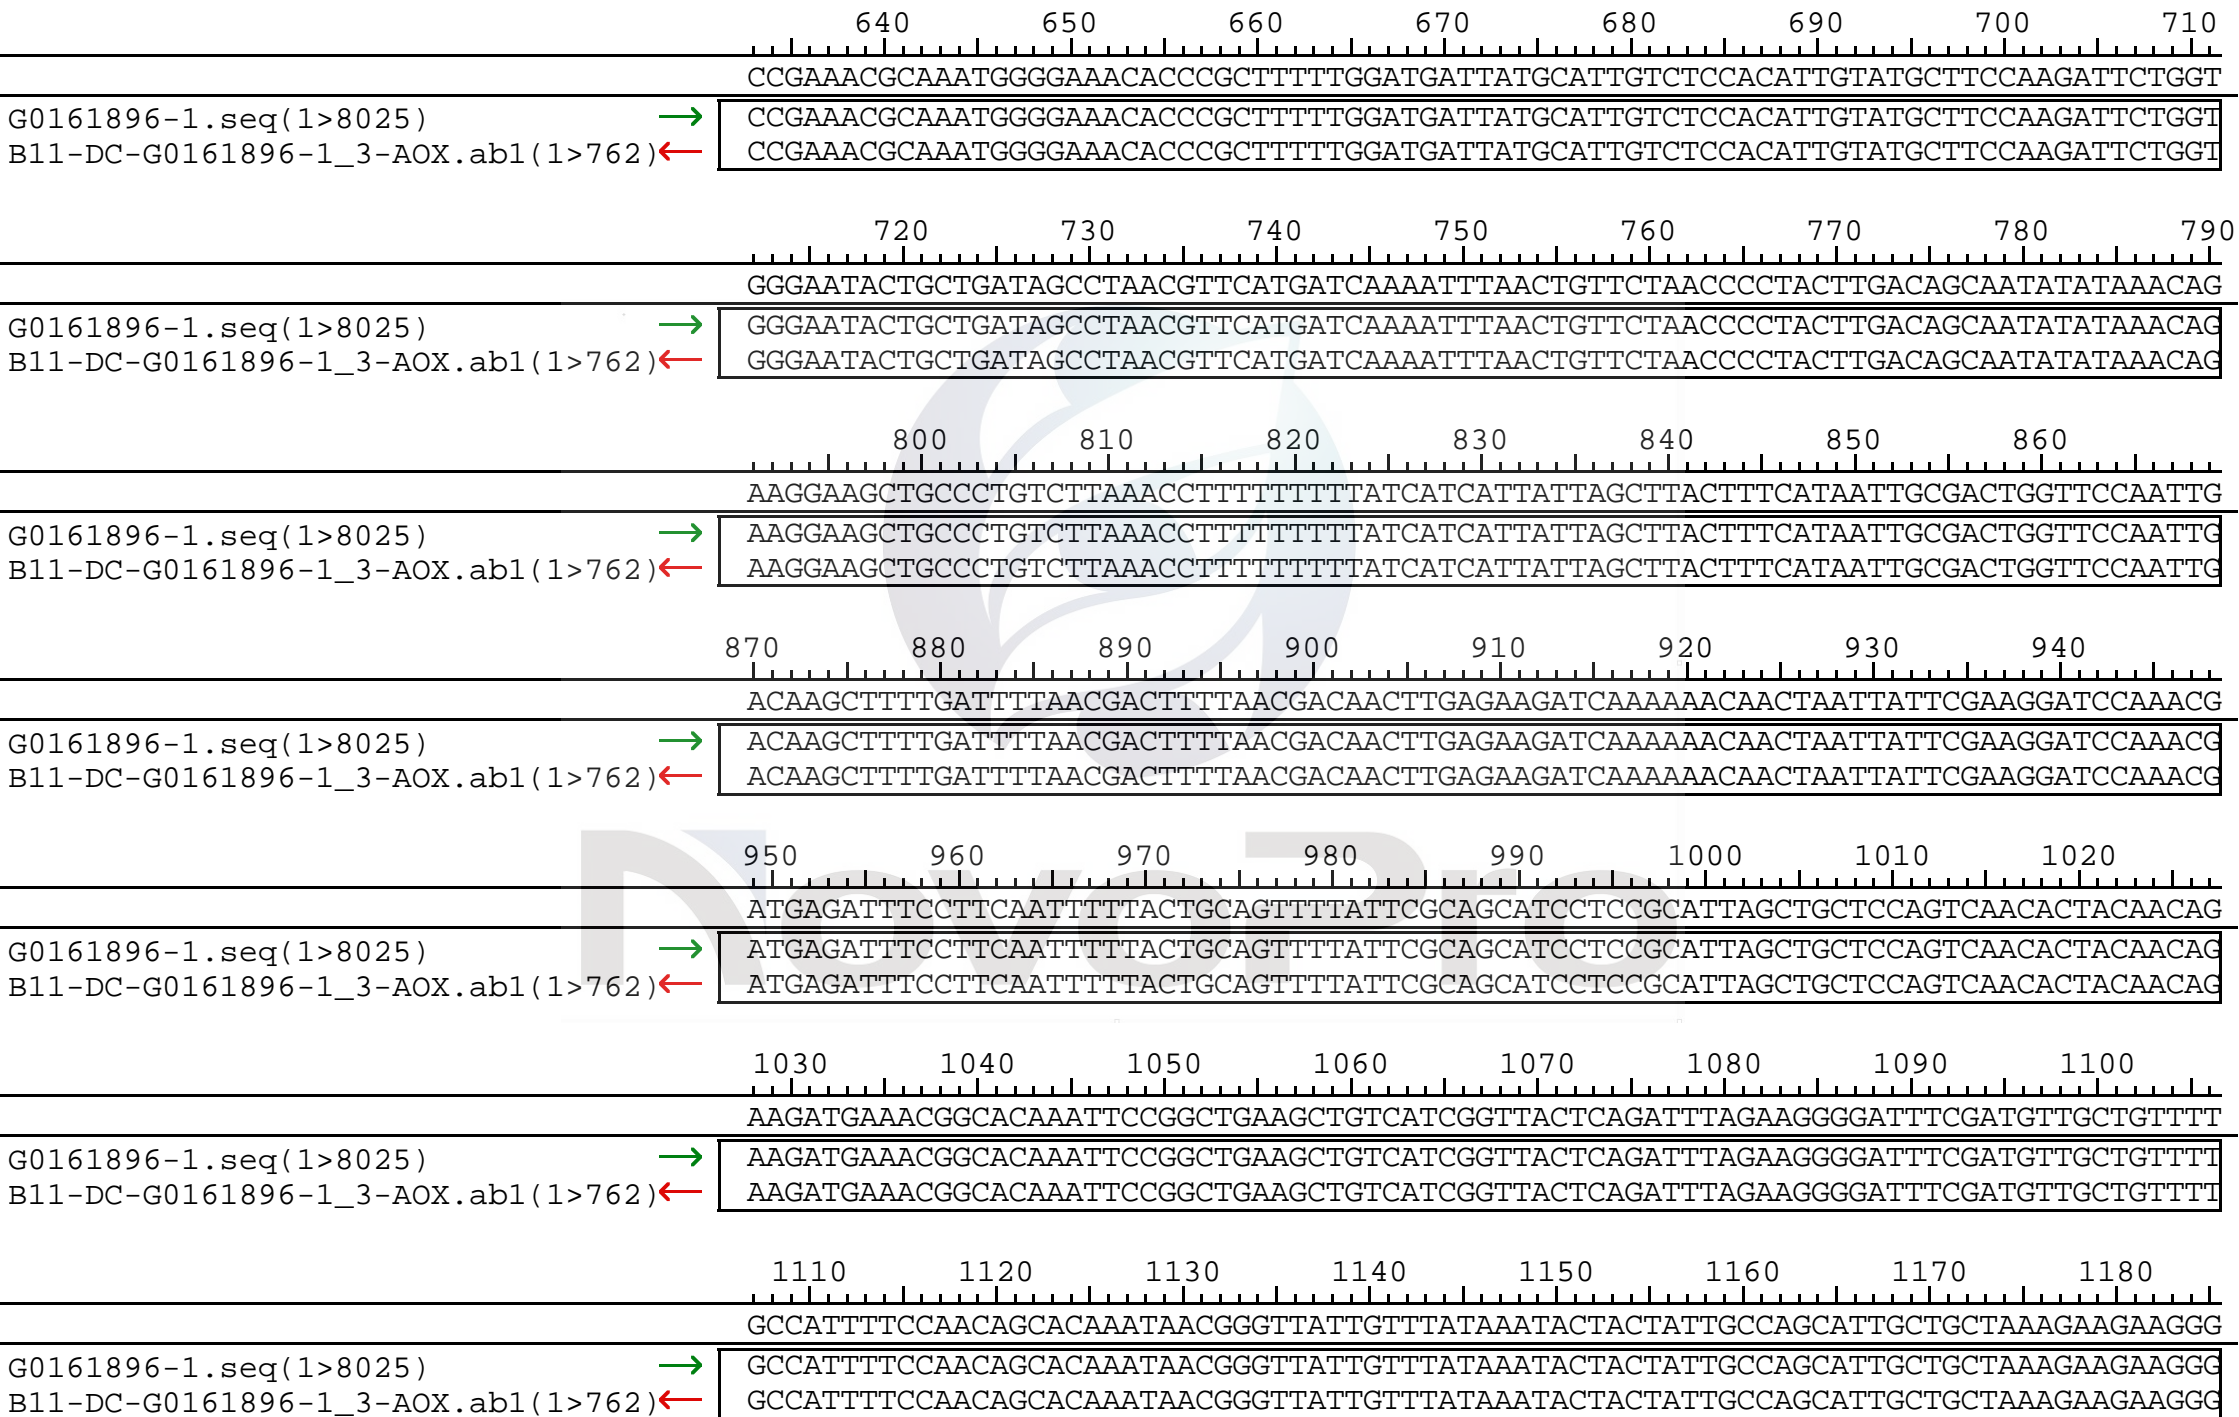 640 650 660 670 680 690 700 710
CCGAAACGCAAATGGGGAAACACCCGCTTTTTGGATGATTATGCATTGTCTCCACATTGTATGCTTCCAAGATTCTGGT
G0161896-1.seq(1>8025) → CCGAAACGCAAATGGGGAAACACCCGCTTTTTGGATGATTATGCATTGTCTCCACATTGTATGCTTCCAAGATTCTGGT
B11-DC-G0161896-1_3-AOX.ab1(1>762)← CCGAAACGCAAATGGGGAAACACCCGCTTTTTGGATGATTATGCATTGTCTCCACATTGTATGCTTCCAAGATTCTGGT
720 730 740 750 760 770 780 790
GGGAATACTGCTGATAGCCTAACGTTCATGATCAAAATTTAACTGTTCTAACCCCTACTTGACAGCAATATATAAACAG
G0161896-1.seq(1>8025) → GGGAATACTGCTGATAGCCTAACGTTCATGATCAAAATTTAACTGTTCTAACCCCTACTTGACAGCAATATATAAACAG
B11-DC-G0161896-1_3-AOX.ab1(1>762)← GGGAATACTGCTGATAGCCTAACGTTCATGATCAAAATTTAACTGTTCTAACCCCTACTTGACAGCAATATATAAACAG
800 810 820 830 840 850 860
AAGGAAGCTGCCCTGTCTTAAACCTTTTTTTTTATCATCATTATTAGCTTACTTTCATAATTGCGACTGGTTCCAATTG
G0161896-1.seq(1>8025) → AAGGAAGCTGCCCTGTCTTAAACCTTTTTTTTTATCATCATTATTAGCTTACTTTCATAATTGCGACTGGTTCCAATTG
B11-DC-G0161896-1_3-AOX.ab1(1>762)← AAGGAAGCTGCCCTGTCTTAAACCTTTTTTTTTATCATCATTATTAGCTTACTTTCATAATTGCGACTGGTTCCAATTG
870 880 890 900 910 920 930 940
ACAAGCTTTTGATTTTAACGACTTTTAACGACAACTTGAGAAGATCAAAAAACAACTAATTATTCGAAGGATCCAAACG
G0161896-1.seq(1>8025) → ACAAGCTTTTGATTTTAACGACTTTTAACGACAACTTGAGAAGATCAAAAAACAACTAATTATTCGAAGGATCCAAACG
B11-DC-G0161896-1_3-AOX.ab1(1>762)← ACAAGCTTTTGATTTTAACGACTTTTAACGACAACTTGAGAAGATCAAAAAACAACTAATTATTCGAAGGATCCAAACG
950 960 970 980 990 1000 1010 1020
ATGAGATTTCCTTCAATTTTTACTGCAGTTTTATTCGCAGCATCCTCCGCATTAGCTGCTCCAGTCAACACTACAACAG
G0161896-1.seq(1>8025) → ATGAGATTTCCTTCAATTTTTACTGCAGTTTTATTCGCAGCATCCTCCGCATTAGCTGCTCCAGTCAACACTACAACAG
B11-DC-G0161896-1_3-AOX.ab1(1>762)← ATGAGATTTCCTTCAATTTTTACTGCAGTTTTATTCGCAGCATCCTCCGCATTAGCTGCTCCAGTCAACACTACAACAG
NovoPro
1030 1040 1050 1060 1070 1080 1090 1100
AAGATGAAACGGCACAAATTCCGGCTGAAGCTGTCATCGGTTACTCAGATTTAGAAGGGGATTTCGATGTTGCTGTTTT
G0161896-1.seq(1>8025) → AAGATGAAACGGCACAAATTCCGGCTGAAGCTGTCATCGGTTACTCAGATTTAGAAGGGGATTTCGATGTTGCTGTTTT
B11-DC-G0161896-1_3-AOX.ab1(1>762)← AAGATGAAACGGCACAAATTCCGGCTGAAGCTGTCATCGGTTACTCAGATTTAGAAGGGGATTTCGATGTTGCTGTTTT
1110 1120 1130 1140 1150 1160 1170 1180
GCCATTTTCCAACAGCACAAATAACGGGTTATTGTTTATAAATACTACTATTGCCAGCATTGCTGCTAAAGAAGAAGGG
G0161896-1.seq(1>8025) → GCCATTTTCCAACAGCACAAATAACGGGTTATTGTTTATAAATACTACTATTGCCAGCATTGCTGCTAAAGAAGAAGGG
B11-DC-G0161896-1_3-AOX.ab1(1>762)← GCCATTTTCCAACAGCACAAATAACGGGTTATTGTTTATAAATACTACTATTGCCAGCATTGCTGCTAAAGAAGAAGGG